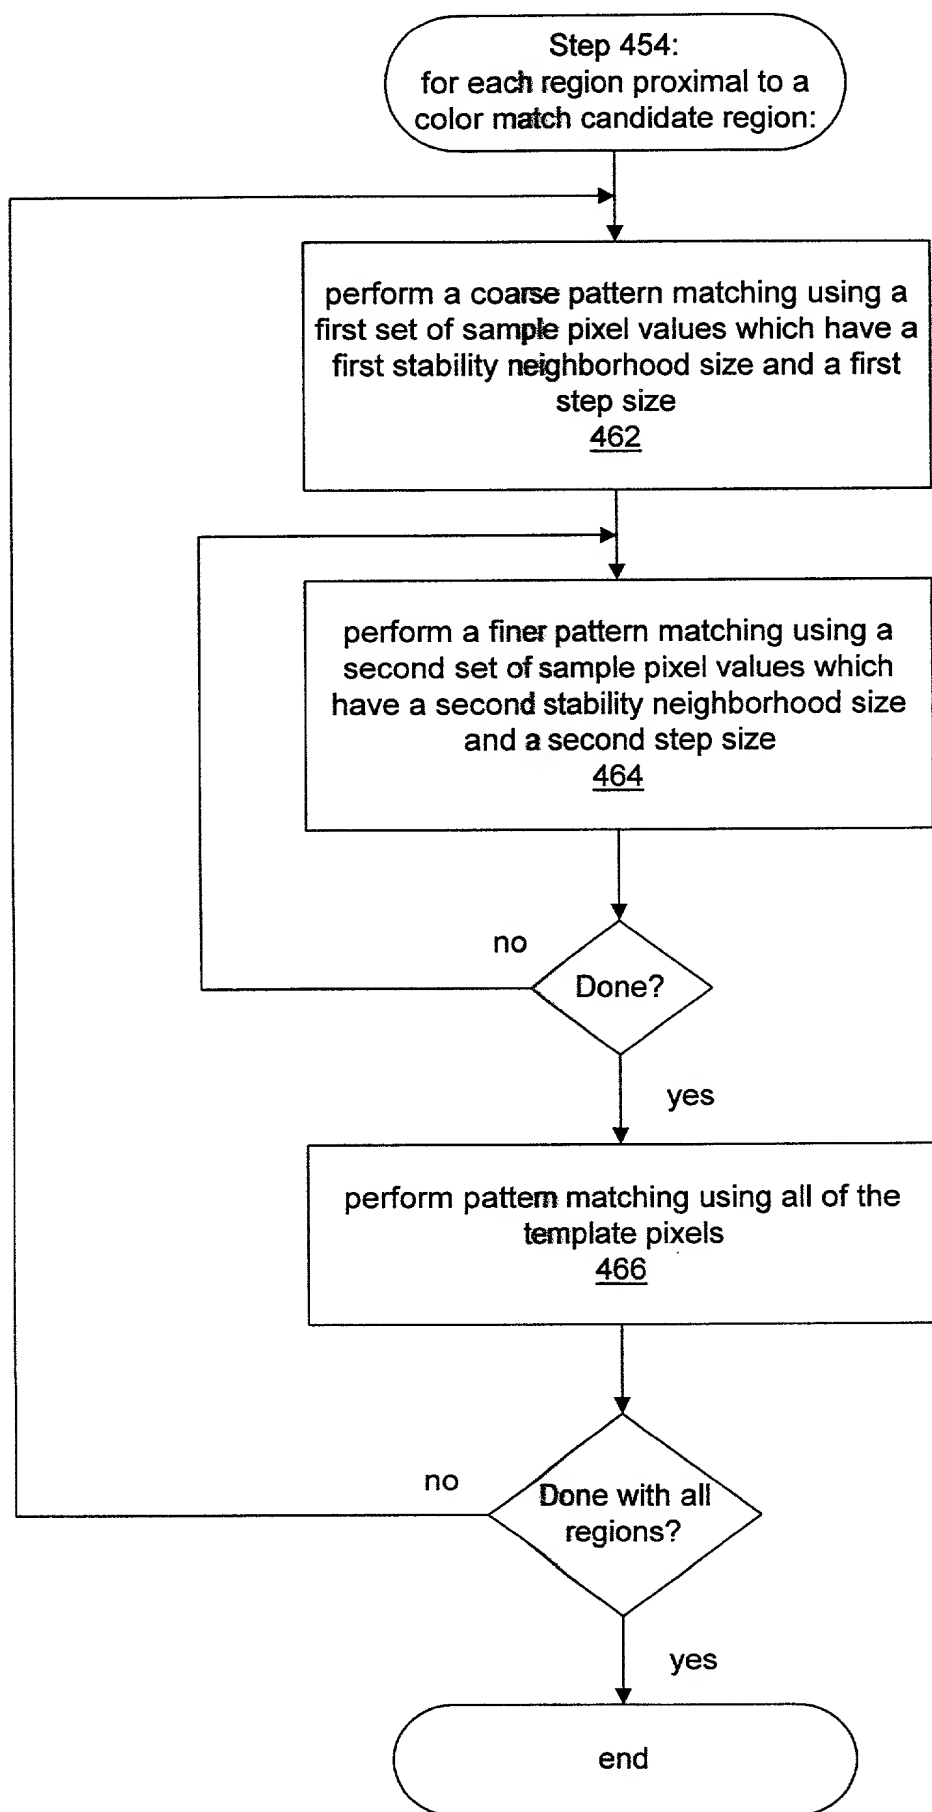 Step 454:
for each region proximal to a
color match candidate region:
perform a coarse pattern matching using a
first set of sample pixel values which have a
first stability neighborhood size and a first
step size
462
perform a finer pattern matching using a
second set of sample pixel values which
have a second stability neighborhood size
and a second step size
464
no
Done?
yes
perform pattern matching using all of the
template pixels
466
no
Done with all
regions?
yes
end